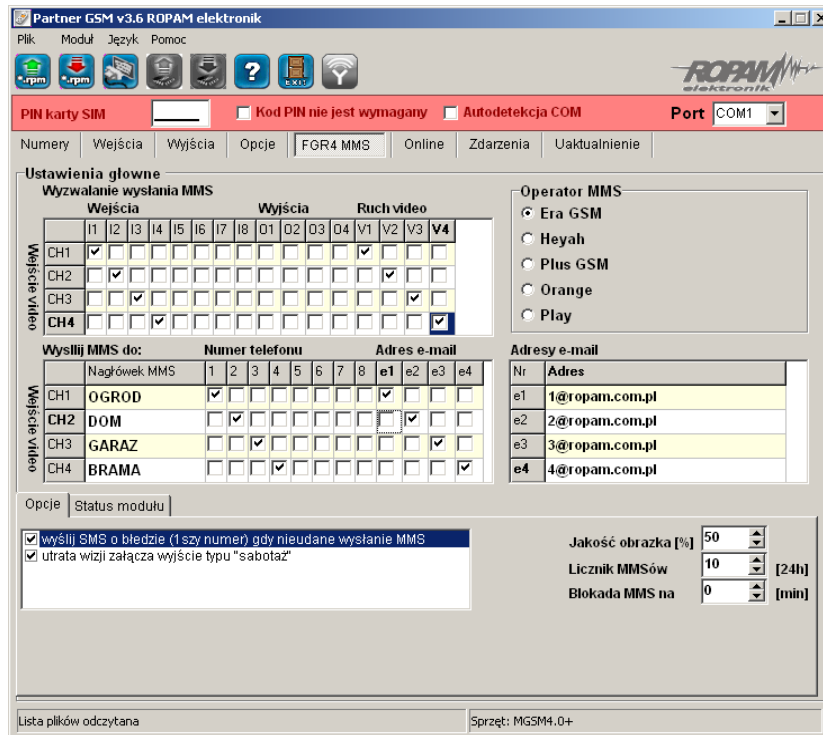 Partner GSM v3.6 ROPAM elektronik
Plik Moduł Język Pomoc
.rpm .rpm ? EXIT
ROPAM elektronik
PIN karty SIM Kod PIN nie jest wymagany Autodetekcja COM Port COM1
Numery Wejścia Wyjścia Opcje FGR4 MMS Online Zdarzenia Uaktualnienie
Ustawienia głowne
Wyzwalanie wysłania MMS
Wejścia Wyjścia Ruch video
I1 I2 I3 I4 I5 I6 I7 I8 O1 O2 O3 O4 V1 V2 V3 V4
Wejście video
CH1
CH2
CH3
CH4
Operator MMS
Era GSM
Heyah
Plus GSM
Orange
Play
Wysllij MMS do: Numer telefonu Adres e-mail
Nagłówek MMS 1 2 3 4 5 6 7 8 e1 e2 e3 e4
Wejście video
CH1 OGROD
CH2 DOM
CH3 GARAZ
CH4 BRAMA
Adresy e-mail
Nr Adres
e1 1@ropam.com.pl
e2 2@ropam.com.pl
e3 3@ropam.com.pl
e4 4@ropam.com.pl
Opcje Status modułu
wyślij SMS o błedzie (1szy numer) gdy nieudane wysłanie MMS
utrata wizji załącza wyjście typu "sabotaż"
Jakość obrazka [%] 50
Licznik MMSów 10 [24h]
Blokada MMS na 0 [min]
Lista plików odczytana Sprzęt: MGSM4.0+